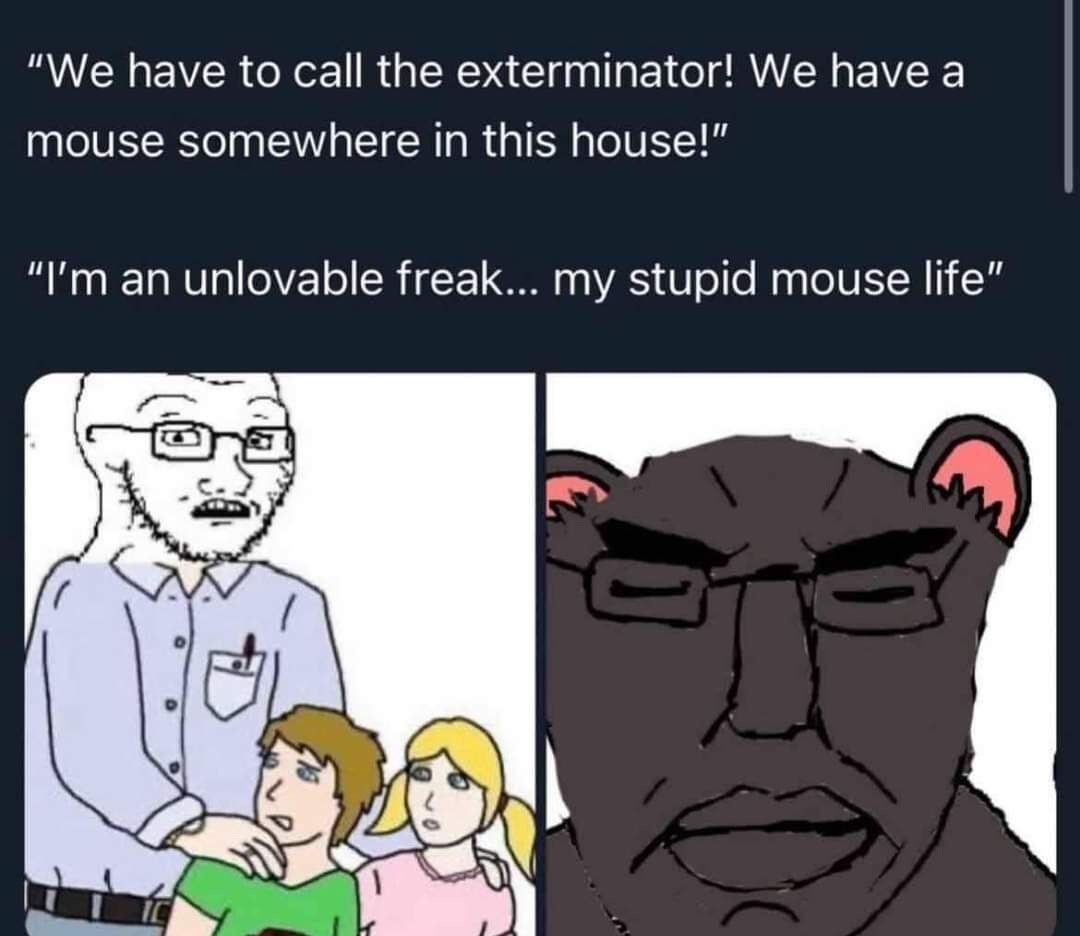 “We have to call the exterminator! We have a
mouse somewhere in this house!”
“I'm an unlovable freak... my stupid mouse life”